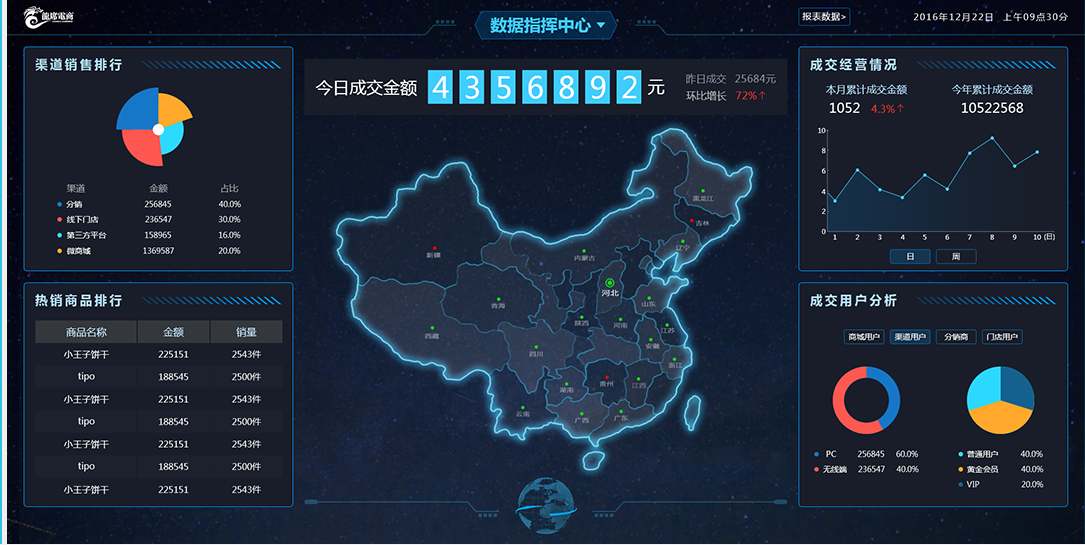 龍席電商
数据指挥中心
报表数据>
2016年12月22日 上午09点30分
渠道销售排行
渠道 金额 占比
分销 256845 40.0%
线下门店 236547 30.0%
第三方平台 158965 16.0%
微商城 1369587 20.0%
热销商品排行
商品名称 金额 销量
小王子饼干 225151 2543件
tipo 188545 2500件
小王子饼干 225151 2543件
tipo 188545 2500件
小王子饼干 225151 2543件
tipo 188545 2500件
小王子饼干 225151 2543件
今日成交金额 4356892 元
昨日成交 25684元
环比增长 72%↑
黑龙江
吉林
辽宁
内蒙古
新疆
河北
青海
山东
陕西
河南
江苏
西藏
安徽
四川
浙江
湖南
贵州
江西
云南
广西
广东
成交经营情况
本月累计成交金额 今年累计成交金额
1052 4.3%↑ 10522568
10
8
6
4
2
0
1 2 3 4 5 6 7 8 9 10 (日)
日 周
成交用户分析
商城用户 渠道用户 分销商 门店用户
PC 256845 60.0%
无线端 236547 40.0%
普通用户 40.0%
黄金会员 40.0%
VIP 20.0%